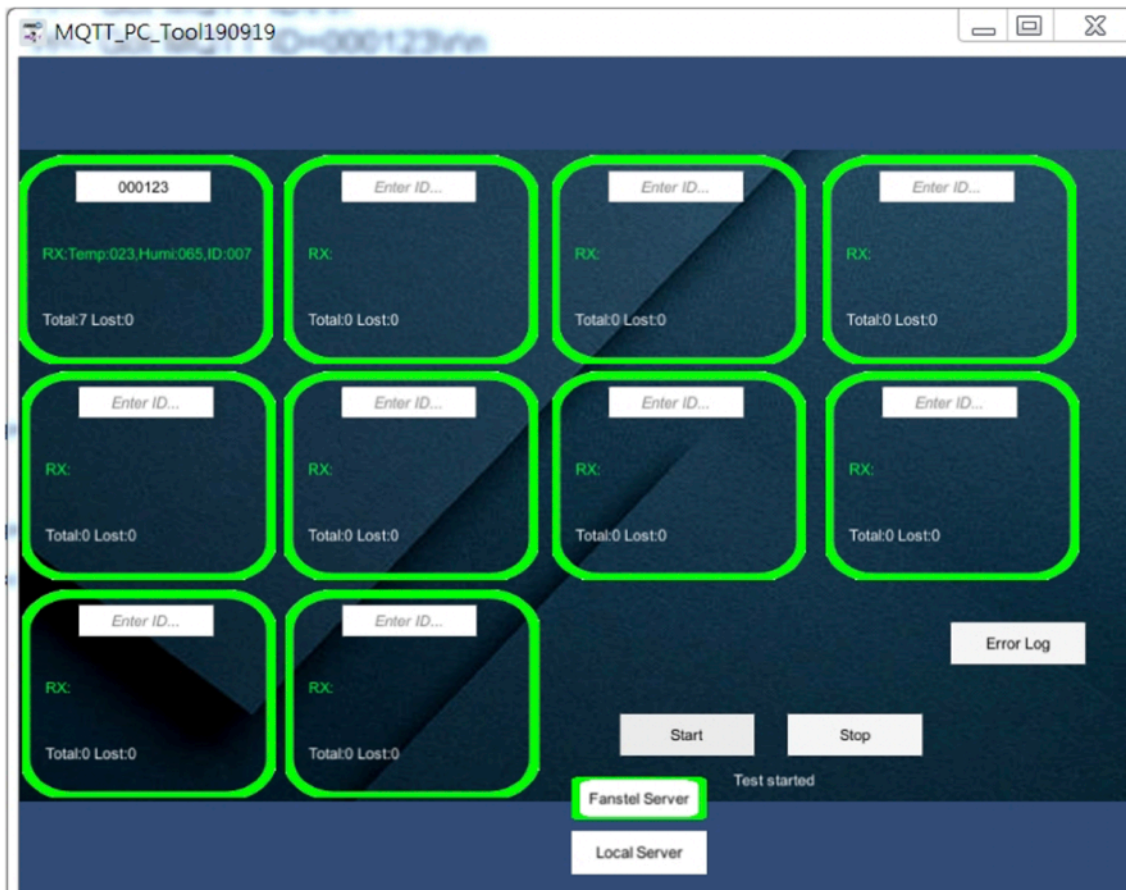 MQTT_PC_Tool190919
ID=000123\r\n
000123
Enter ID...
Enter ID...
Enter ID...
RX:Temp:023,Humi:065,ID:007
RX:
RX:
RX:
Total:7 Lost:0
Total:0 Lost:0
Total:0 Lost:0
Total:0 Lost:0
Enter ID...
Enter ID...
Enter ID...
Enter ID...
RX:
RX:
RX:
RX:
Total:0 Lost:0
Total:0 Lost:0
Total:0 Lost:0
Total:0 Lost:0
Enter ID...
Enter ID...
Error Log
RX:
RX:
Start
Stop
Total:0 Lost:0
Total:0 Lost:0
Test started
Fanstel Server
Local Server